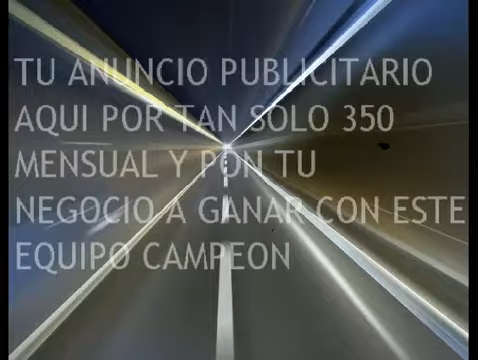 TU ANUNCIO PUBLICITARIO
AQUI POR TAN SOLO 350
MENSUAL Y PON TU
NEGOCIO A GANAR CON ESTE
EQUIPO CAMPEON